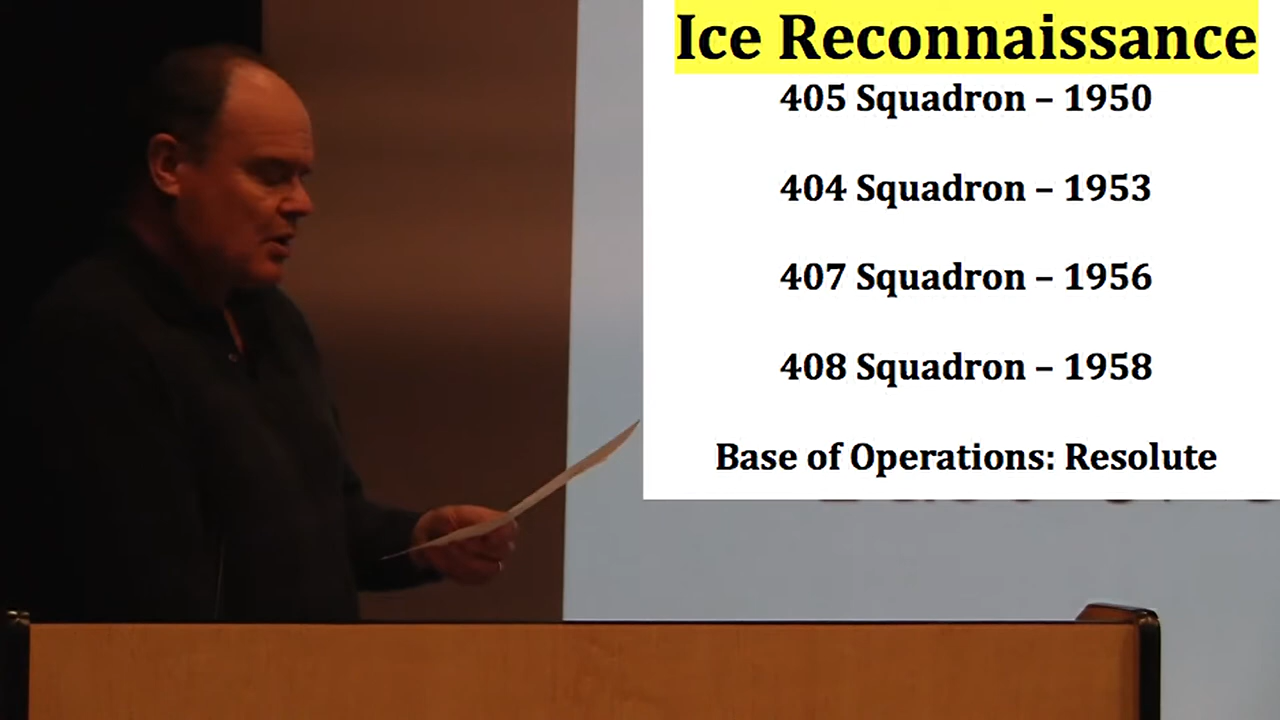 Ice Reconnaissance
405 Squadron – 1950
404 Squadron – 1953
407 Squadron – 1956
408 Squadron – 1958
Base of Operations: Resolute